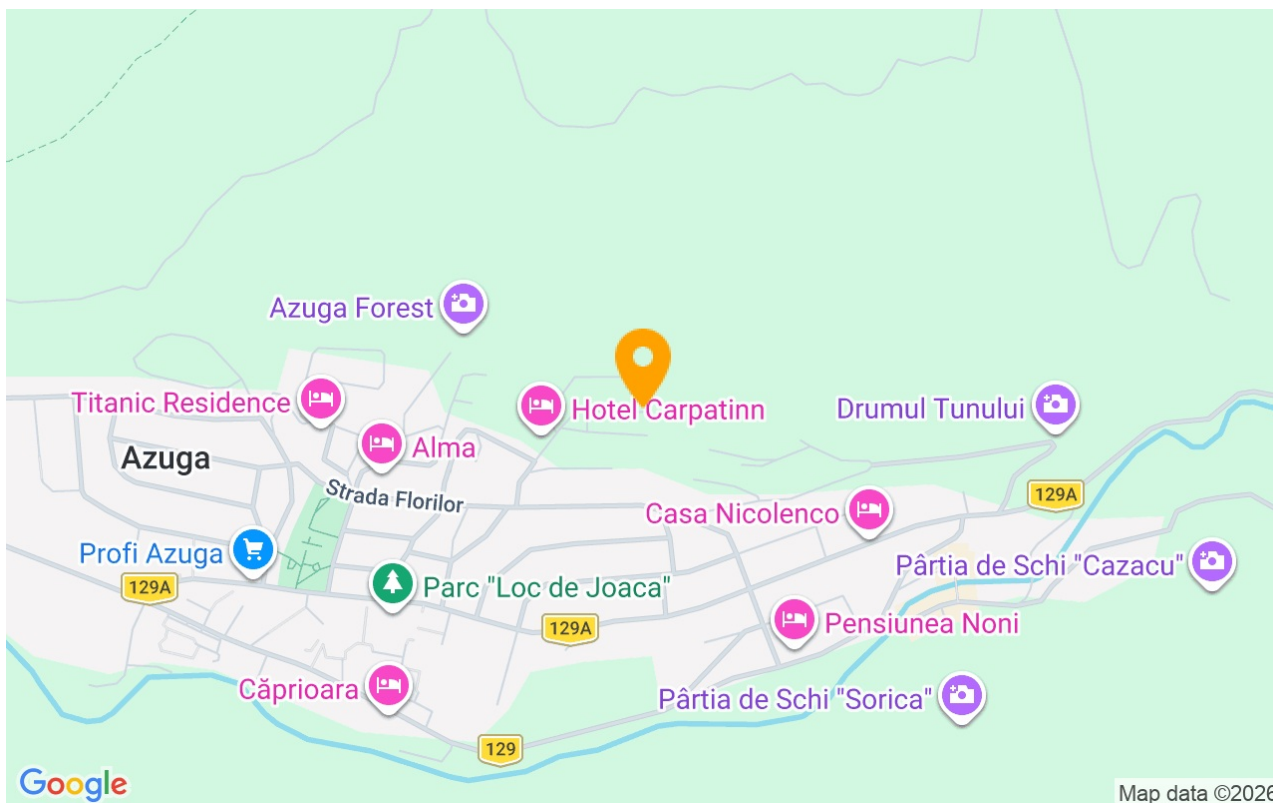 Azuga Forest
Titanic Residence
Hotel Carpatinn
Drumul Tunului
Alma
Azuga
Strada Florilor
129A
Casa Nicolenco
Profi Azuga
Pârtia de Schi "Cazacu"
129A
Parc "Loc de Joaca"
129A
Pensiunea Noni
Căprioara
Pârtia de Schi "Sorica"
129
Google
Map data ©2026